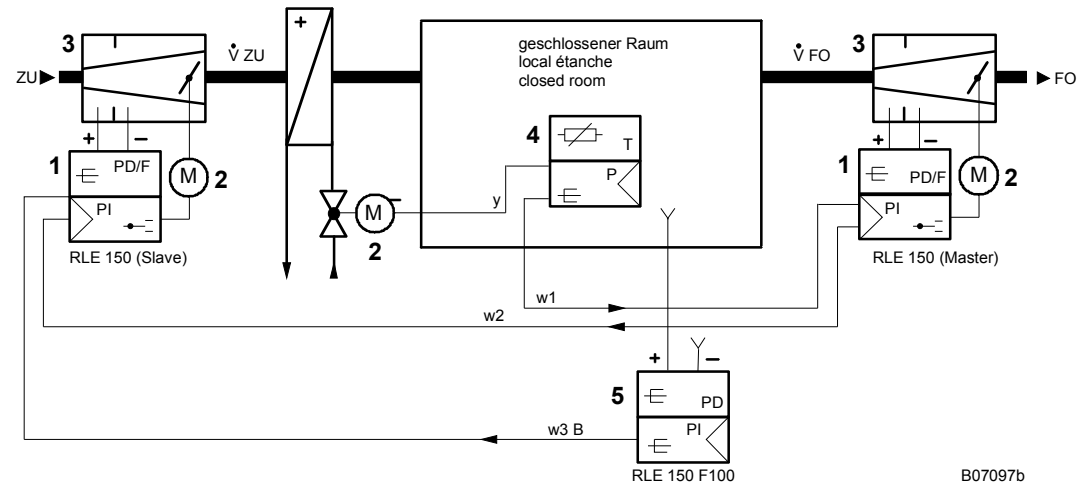 3
V̇ ZU
+
geschlossener Raum
local étanche
closed room
V̇ FO
3
ZU
FO
4
T
P
+
–
1
PD/F
M
2
PI
RLE 150 (Slave)
M
–
2
y
+
–
1
PD/F
M
2
PI
RLE 150 (Master)
w1
w2
+
–
5
PD
PI
w3 B
RLE 150 F100
B07097b